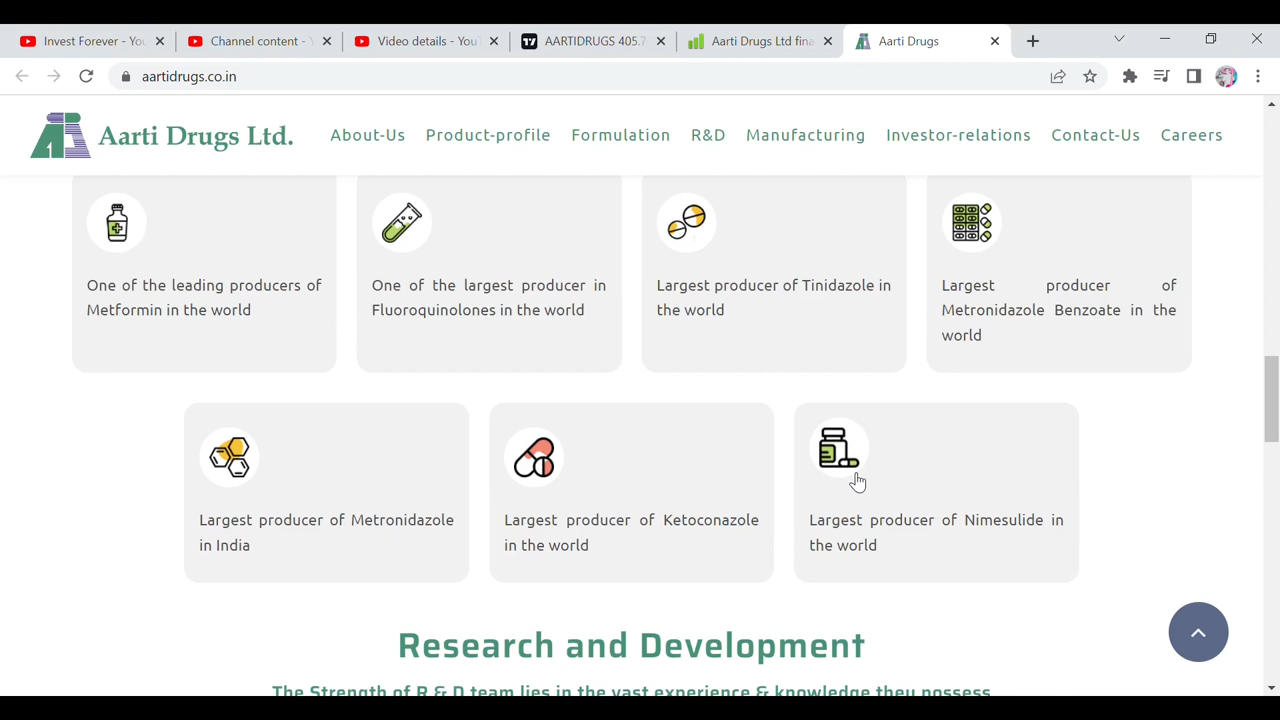 Invest Forever - You
Channel content - Y
Video details - YouT
AARTIDRUGS 405.7
Aarti Drugs Ltd fina
Aarti Drugs
aartidrugs.co.in
Aarti Drugs Ltd.
About-Us
Product-profile
Formulation
R&D
Manufacturing
Investor-relations
Contact-Us
Careers
One of the leading producers of
Metformin in the world
One of the largest producer in
Fluoroquinolones in the world
Largest producer of Tinidazole in
the world
Largest producer of
Metronidazole Benzoate in the
world
Largest producer of Metronidazole
in India
Largest producer of Ketoconazole
in the world
Largest producer of Nimesulide in
the world
Research and Development
The Strength of R & D team lies in the vast experience & knowledge they possess